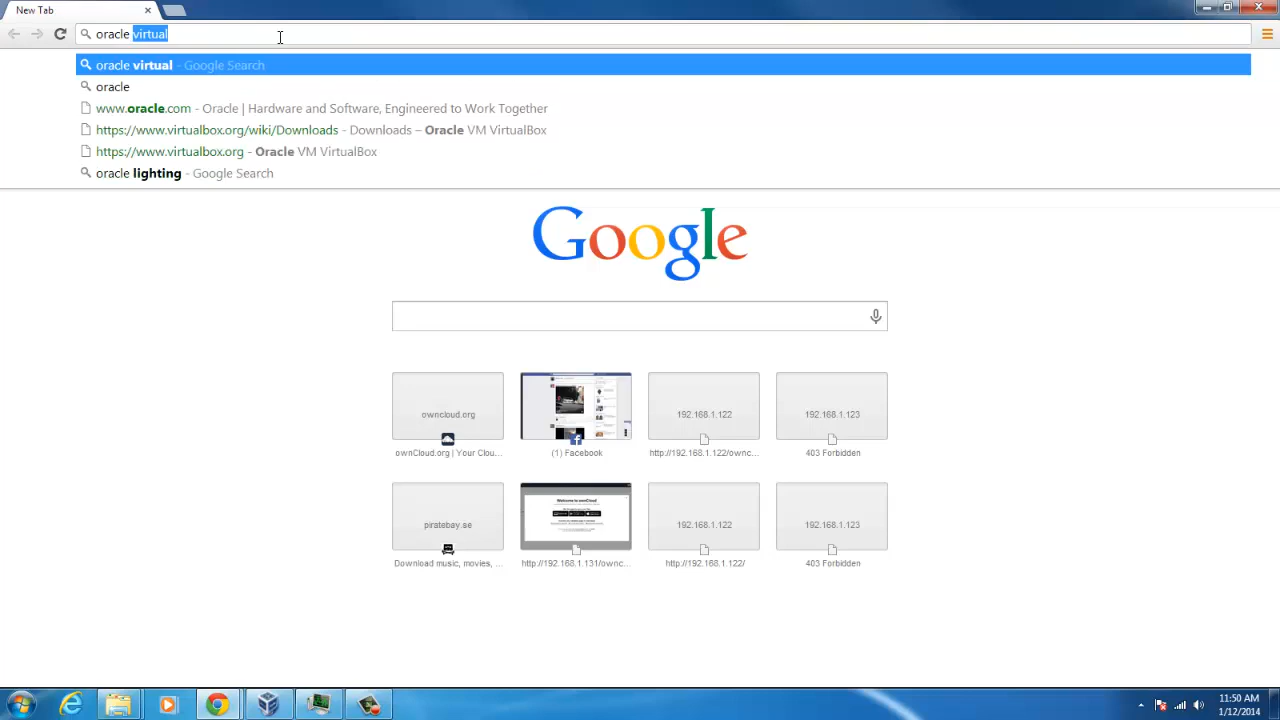 New Tab
oracle virtual
oracle virtual - Google Search
oracle
www.oracle.com - Oracle | Hardware and Software, Engineered to Work Together
https://www.virtualbox.org/wiki/Downloads - Downloads – Oracle VM VirtualBox
https://www.virtualbox.org - Oracle VM VirtualBox
oracle lighting - Google Search
Google
owncloud.org
192.168.1.122
192.168.1.123
ownCloud.org | Your Clou...
(1) Facebook
http://192.168.1.122/ownc...
403 Forbidden
piratebay.se
Welcome to ownCloud
192.168.1.122
192.168.1.123
Download music, movies, ...
http://192.168.1.131/ownc...
http://192.168.1.122/
403 Forbidden
11:50 AM
1/12/2014